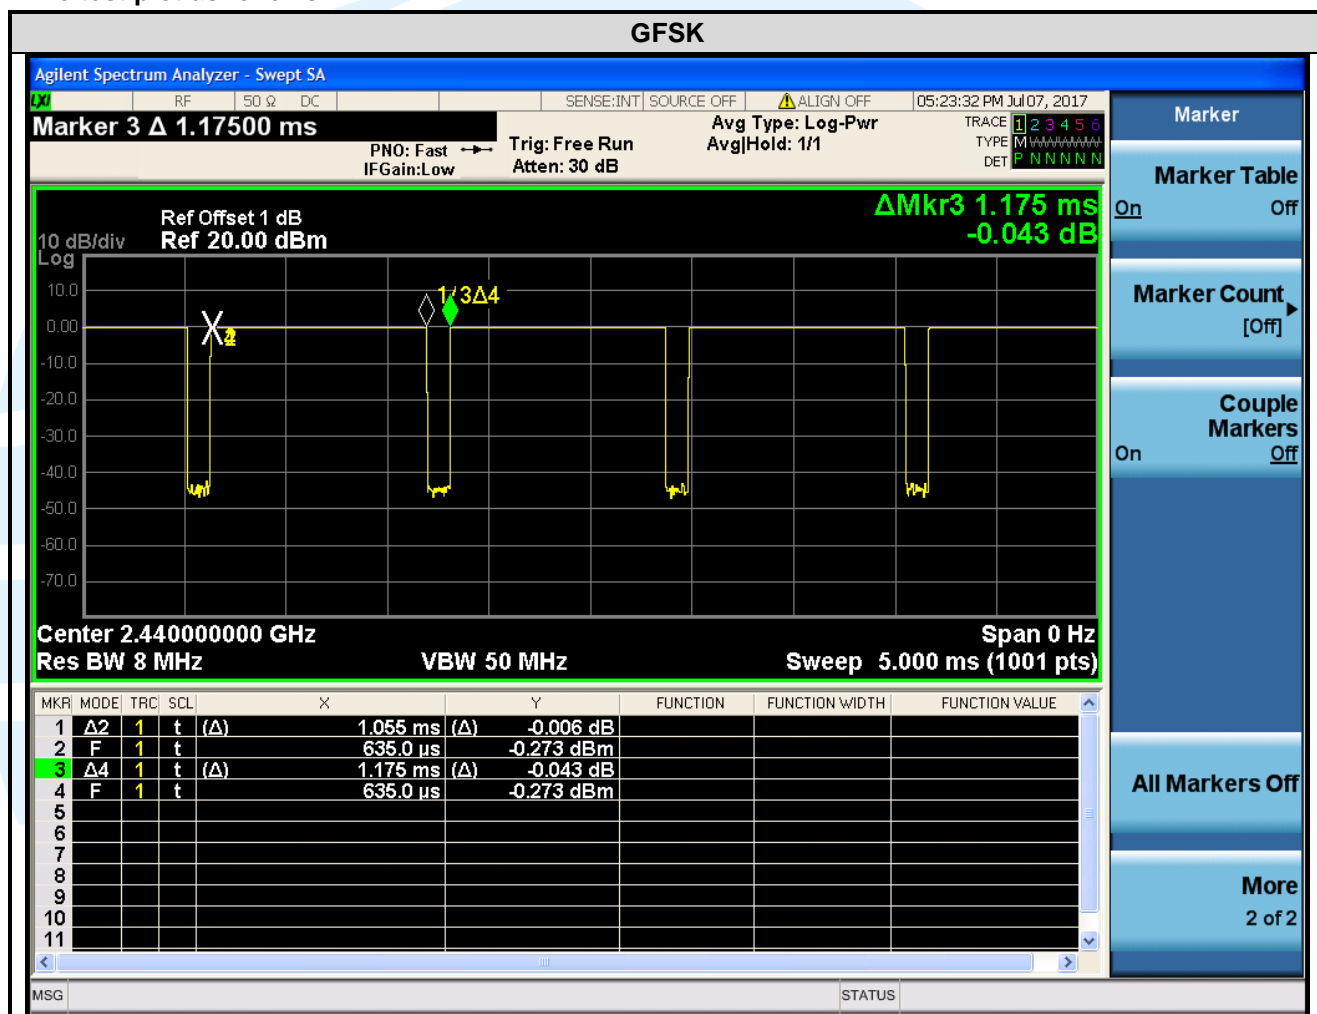 GFSK
Agilent Spectrum Analyzer - Swept SA
LXI RF 50 Ω DC SENSE:INT SOURCE OFF ALIGN OFF 05:23:32 PM Jul 07, 2017
Marker 3 Δ 1.17500 ms
PNO: Fast
IFGain:Low
Trig: Free Run
Atten: 30 dB
Avg Type: Log-Pwr
Avg|Hold: 1/1
TRACE 1 2 3 4 5 6
TYPE M
DET P N N N N N
Marker
Marker Table
On Off
Marker Count
[Off]
Couple
Markers
On Off
All Markers Off
More
2 of 2
ΔMkr3 1.175 ms
-0.043 dB
Ref Offset 1 dB
10 dB/div Ref 20.00 dBm
Log
10.0
0.00
-10.0
-20.0
-30.0
-40.0
-50.0
-60.0
-70.0
3Δ4
Center 2.440000000 GHz Span 0 Hz
Res BW 8 MHz VBW 50 MHz Sweep 5.000 ms (1001 pts)
MKR MODE TRC SCL X Y FUNCTION FUNCTION WIDTH FUNCTION VALUE
1 Δ2 1 t (Δ) 1.055 ms (Δ) -0.006 dB
2 F 1 t 635.0 µs -0.273 dBm
3 Δ4 1 t (Δ) 1.175 ms (Δ) -0.043 dB
4 F 1 t 635.0 µs -0.273 dBm
5
6
7
8
9
10
11
MSG STATUS